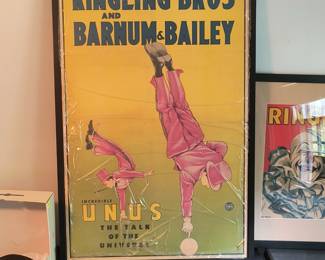 RINGLING BROS
AND
BARNUM & BAILEY
INCREDIBLE
UNUS
THE TALK
OF THE
UNIVERSE
RING